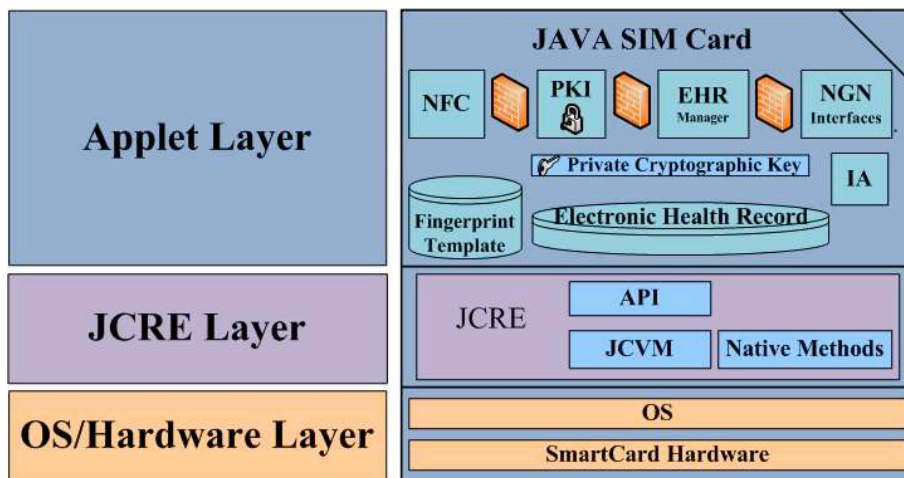 Applet Layer
JCRE Layer
OS/Hardware Layer
JAVA SIM Card
NFC
PKI
EHR
Manager
NGN
Interfaces
Private Cryptographic Key
IA
Fingerprint
Template
Electronic Health Record
JCRE
API
JCVM
Native Methods
OS
SmartCard Hardware